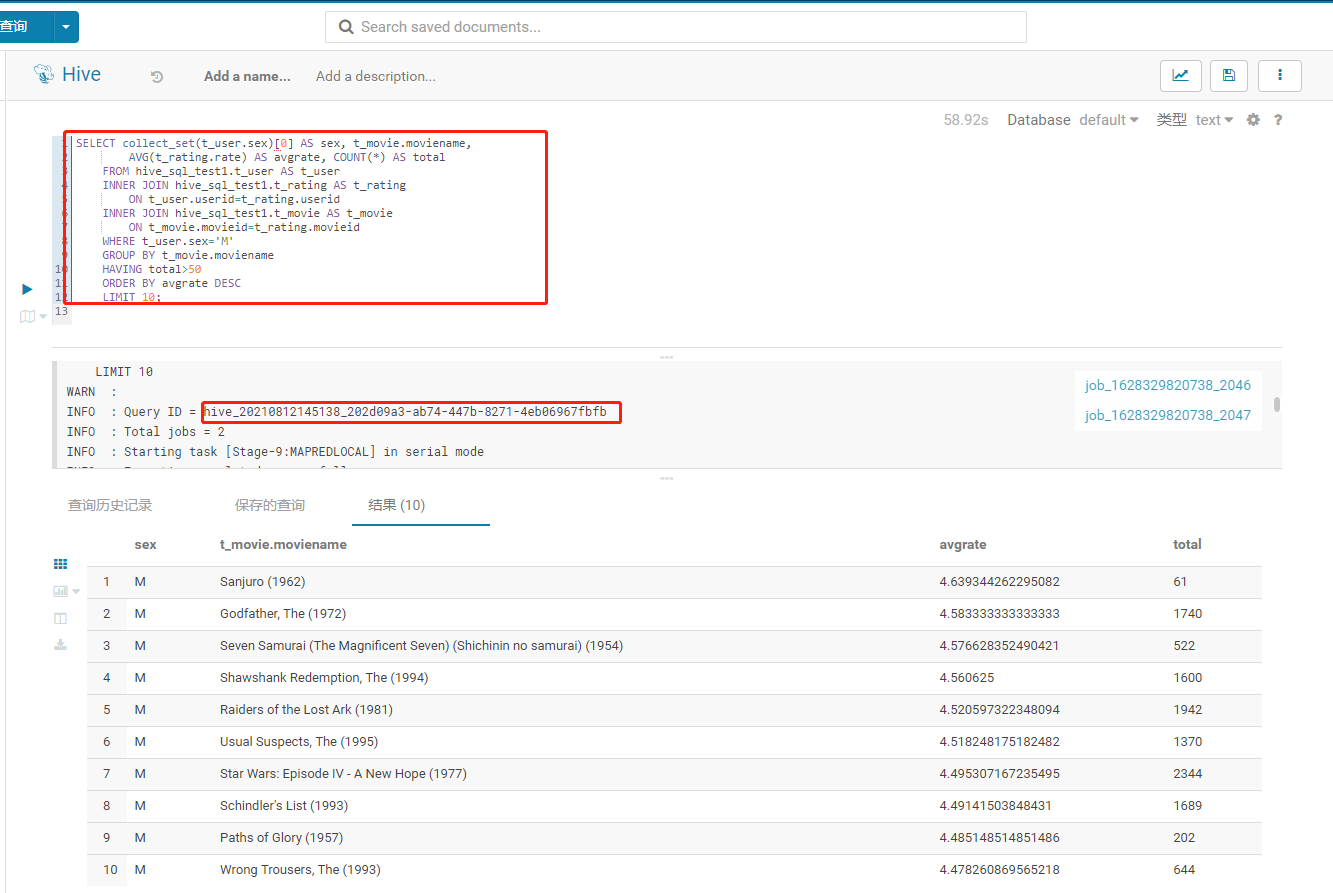 查询
Search saved documents...
Hive
Add a name... Add a description...
58.92s Database default 类型 text ?
1 SELECT collect_set(t_user.sex)[0] AS sex, t_movie.moviename,
2 AVG(t_rating.rate) AS avgrate, COUNT(*) AS total
3 FROM hive_sql_test1.t_user AS t_user
4 INNER JOIN hive_sql_test1.t_rating AS t_rating
5 ON t_user.userid=t_rating.userid
6 INNER JOIN hive_sql_test1.t_movie AS t_movie
7 ON t_movie.movieid=t_rating.movieid
8 WHERE t_user.sex='M'
9 GROUP BY t_movie.moviename
10 HAVING total>50
11 ORDER BY avgrate DESC
12 LIMIT 10;
13
LIMIT 10
WARN :
INFO : Query ID = hive_20210812145138_202d09a3-ab74-447b-8271-4eb06967fbfb
INFO : Total jobs = 2
INFO : Starting task [Stage-9:MAPREDLOCAL] in serial mode
job_1628329820738_2046
job_1628329820738_2047
查询历史记录 保存的查询 结果 (10)
sex t_movie.moviename avgrate total
1 M Sanjuro (1962) 4.639344262295082 61
2 M Godfather, The (1972) 4.583333333333333 1740
3 M Seven Samurai (The Magnificent Seven) (Shichinin no samurai) (1954) 4.576628352490421 522
4 M Shawshank Redemption, The (1994) 4.560625 1600
5 M Raiders of the Lost Ark (1981) 4.520597322348094 1942
6 M Usual Suspects, The (1995) 4.518248175182482 1370
7 M Star Wars: Episode IV - A New Hope (1977) 4.495307167235495 2344
8 M Schindler's List (1993) 4.49141503848431 1689
9 M Paths of Glory (1957) 4.485148514851486 202
10 M Wrong Trousers, The (1993) 4.478260869565218 644